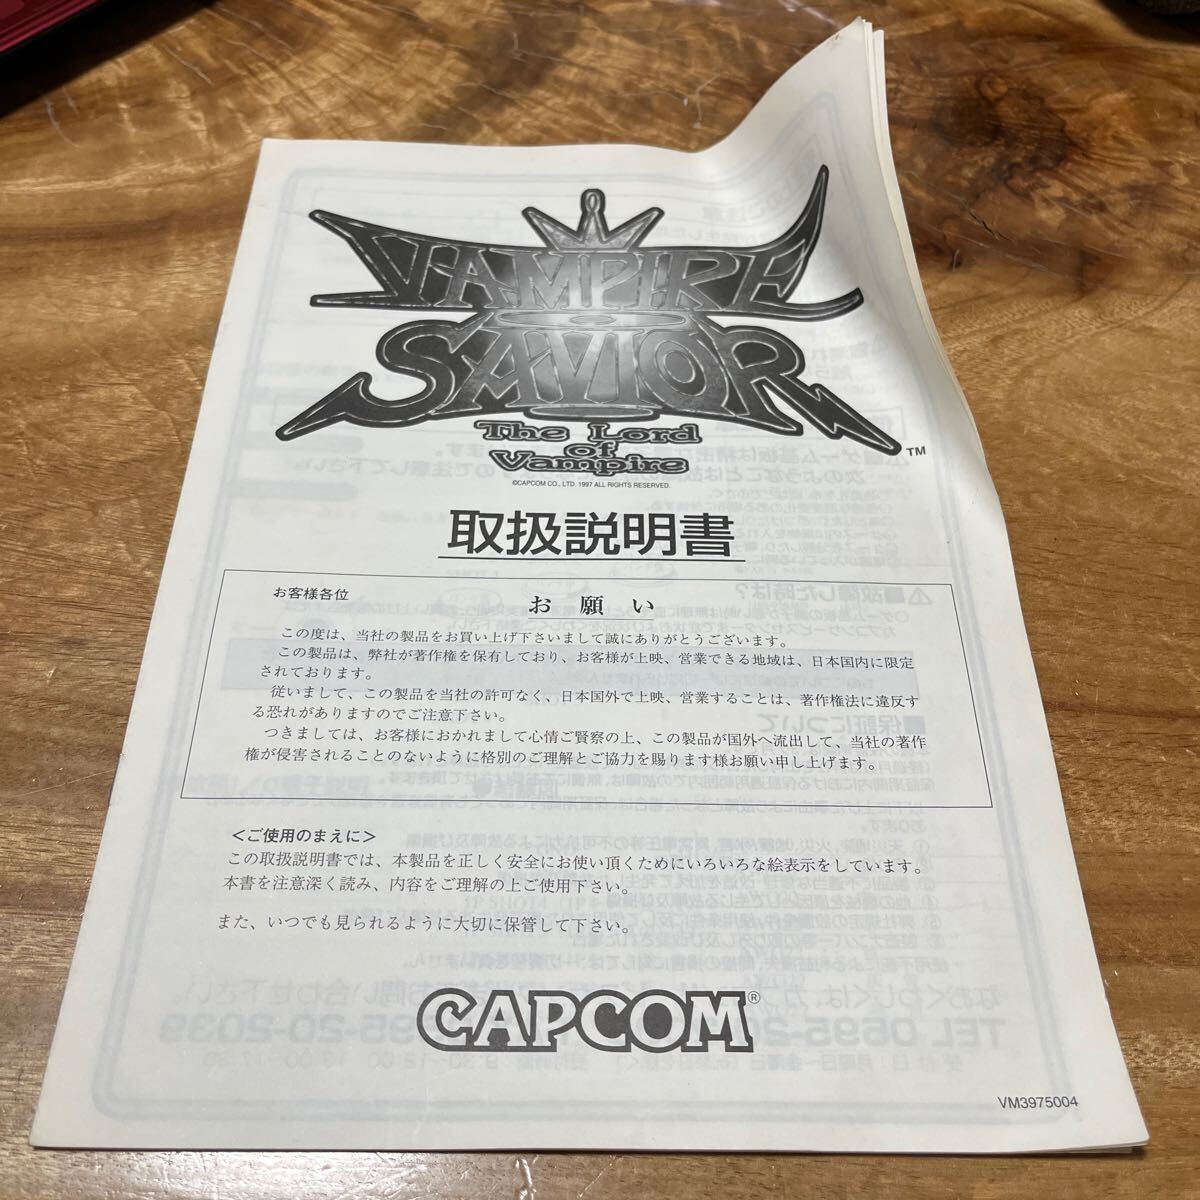 VAMPIRE
SAVIOR
TM
The Lord
of
Vampire
©CAPCOM CO., LTD. 1997 ALL RIGHTS RESERVED.
取扱説明書
お客様各位
お願い
この度は、当社の製品をお買い上げ下さいまして誠にありがとうございます。
この製品は、弊社が著作権を保有しており、お客様が上映、営業できる地域は、日本国内に限定
されております。
従いまして、この製品を当社の許可なく、日本国外で上映、営業することは、著作権法に違反す
る恐れがありますのでご注意下さい。
つきましては、お客様におかれまして心情ご賢察の上、この製品が国外へ流出して、当社の著作
権が侵害されることのないように格別のご理解とご協力を賜ります様お願い申し上げます。
<ご使用のまえに>
この取扱説明書では、本製品を正しく安全にお使い頂くためにいろいろな絵表示をしています。
本書を注意深く読み、内容をご理解の上ご使用下さい。
また、いつでも見られるように大切に保管して下さい。
CAPCOM®
VM3975004